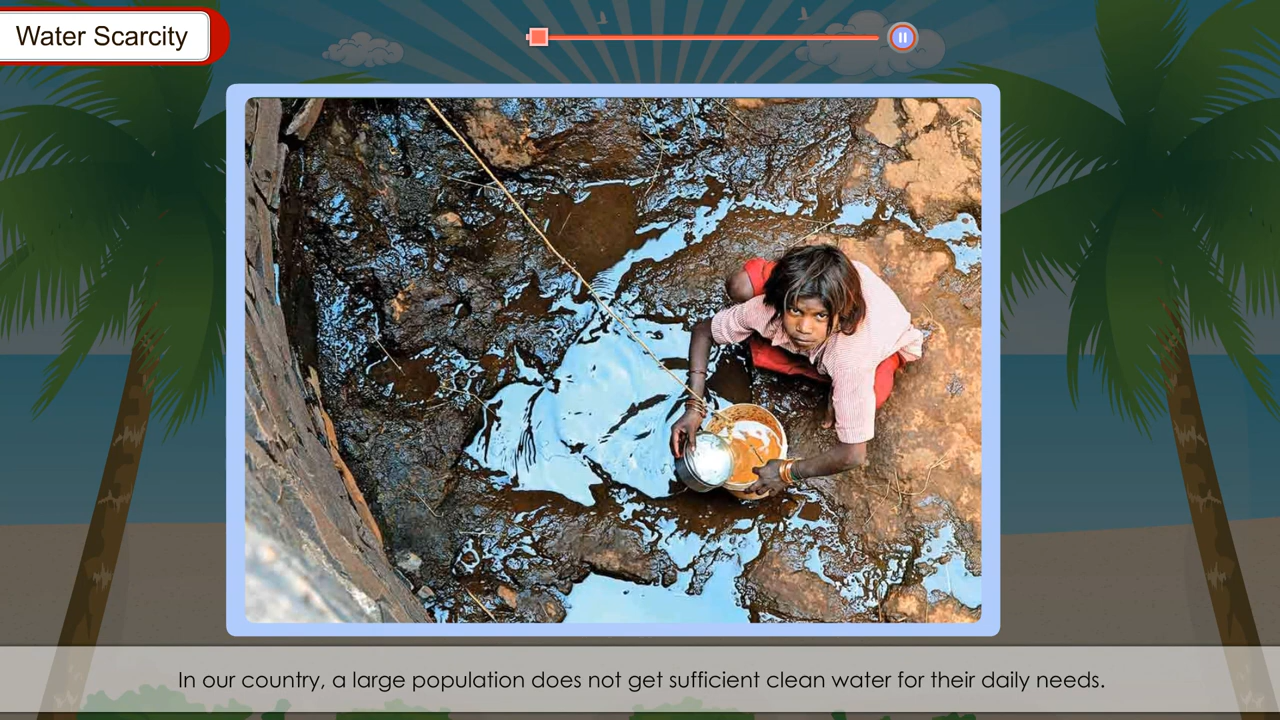 Water Scarcity
In our country, a large population does not get sufficient clean water for their daily needs.